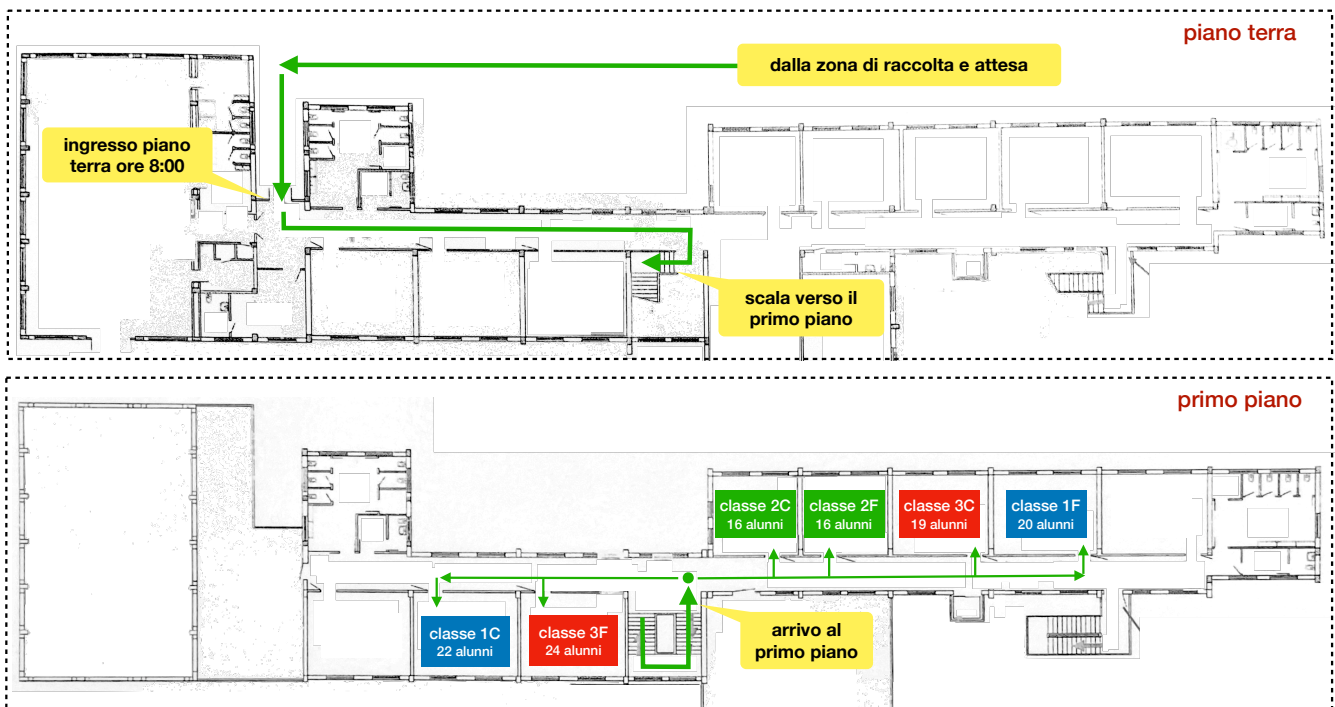 piano terra
dalla zona di raccolta e attesa
ingresso piano
terra ore 8:00
scala verso il
primo piano
primo piano
classe 2C
16 alunni
classe 2F
16 alunni
classe 3C
19 alunni
classe 1F
20 alunni
classe 1C
22 alunni
classe 3F
24 alunni
arrivo al
primo piano